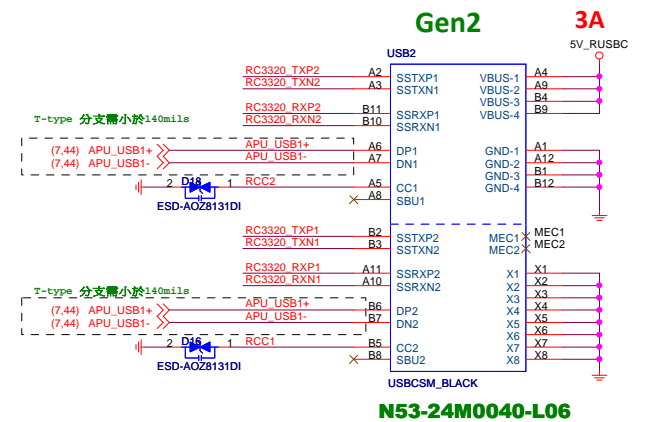 Gen2
3A
5V_RUSBC
USB2
RC3320_TXP2 A2 SSTXP1 VBUS-1 A4
RC3320_TXN2 A3 SSTXN1 VBUS-2 A9
VBUS-3 B4
RC3320_RXP2 B11 SSRXP1 VBUS-4 B9
RC3320_RXN2 B10 SSRXN1
T-type 分支需小於140mils
(7,44) APU_USB1+ APU_USB1+ A6 DP1 GND-1 A1
(7,44) APU_USB1- APU_USB1- A7 DN1 GND-2 A12
GND-3 B1
2 D18 1 RCC2 A5 CC1 GND-4 B12
A8 SBU1
ESD-AOZ8131DI
RC3320_TXP1 B2 SSTXP2 MEC1 MEC1
RC3320_TXN1 B3 SSTXN2 MEC2 MEC2
RC3320_RXP1 A11 SSRXP2 X1 X1
RC3320_RXN1 A10 SSRXN2 X2 X2
T-type 分支需小於140mils
X3 X3
(7,44) APU_USB1+ APU_USB1+ B6 DP2 X4 X4
(7,44) APU_USB1- APU_USB1- B7 DN2 X5 X5
X6 X6
2 D16 1 RCC1 B5 CC2 X7 X7
B8 SBU2 X8 X8
ESD-AOZ8131DI
USBCSM_BLACK
N53-24M0040-L06